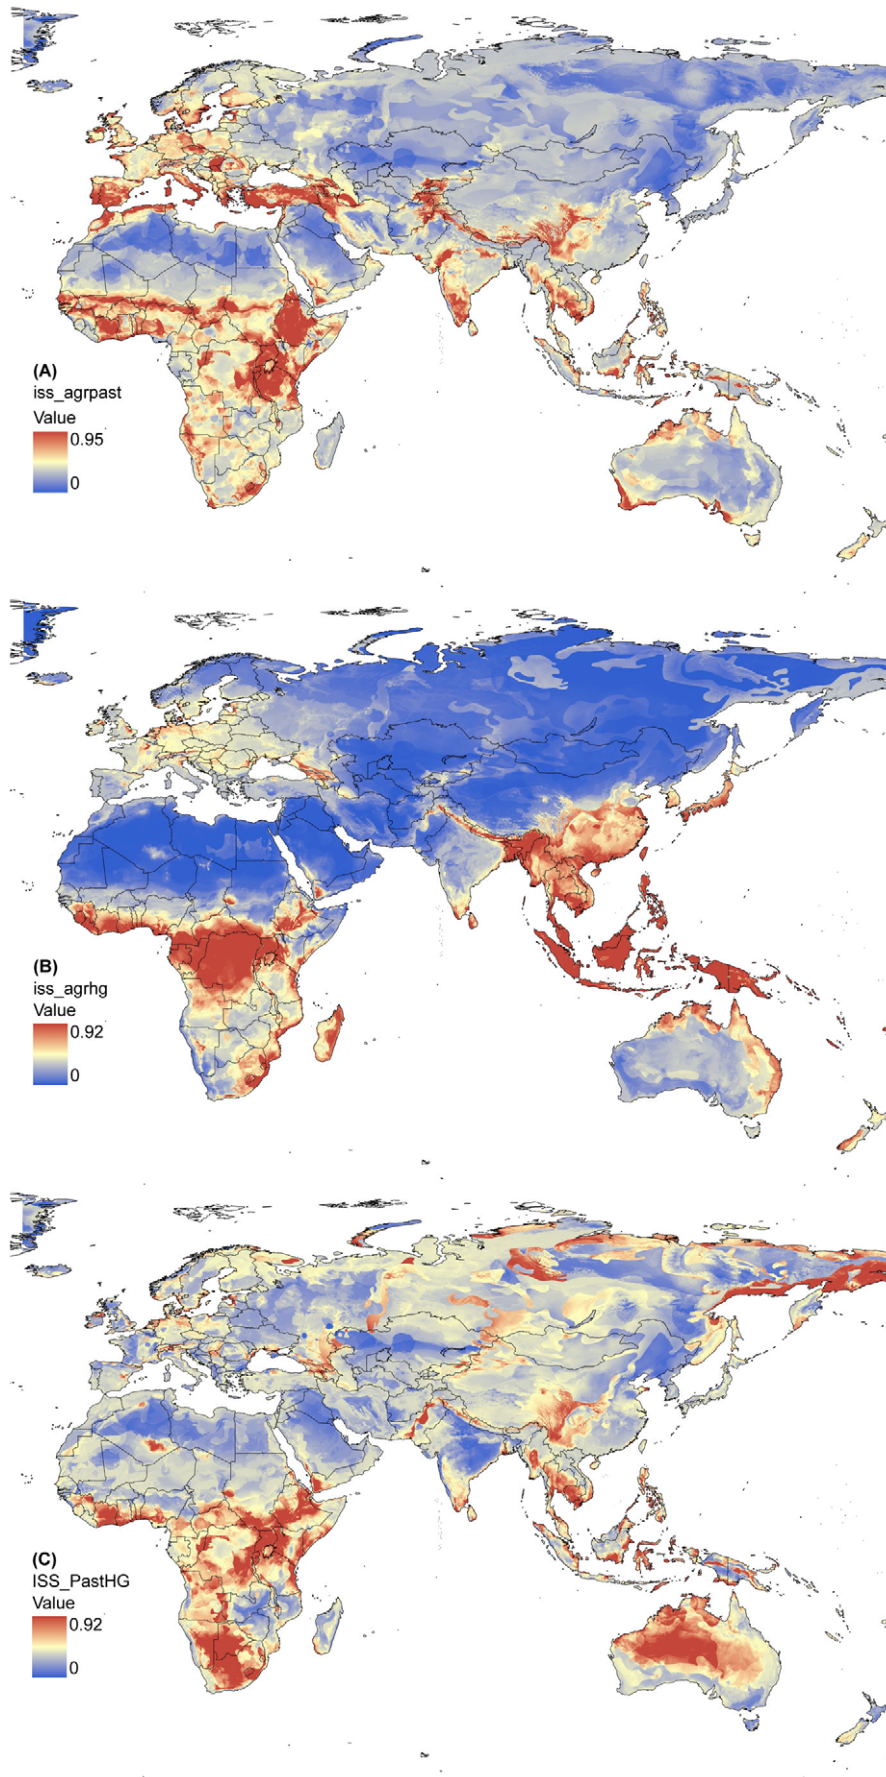 (A)
iss_agrpast
Value
0.95
0
(B)
iss_agrhg
Value
0.92
0
(C)
ISS_PastHG
Value
0.92
0